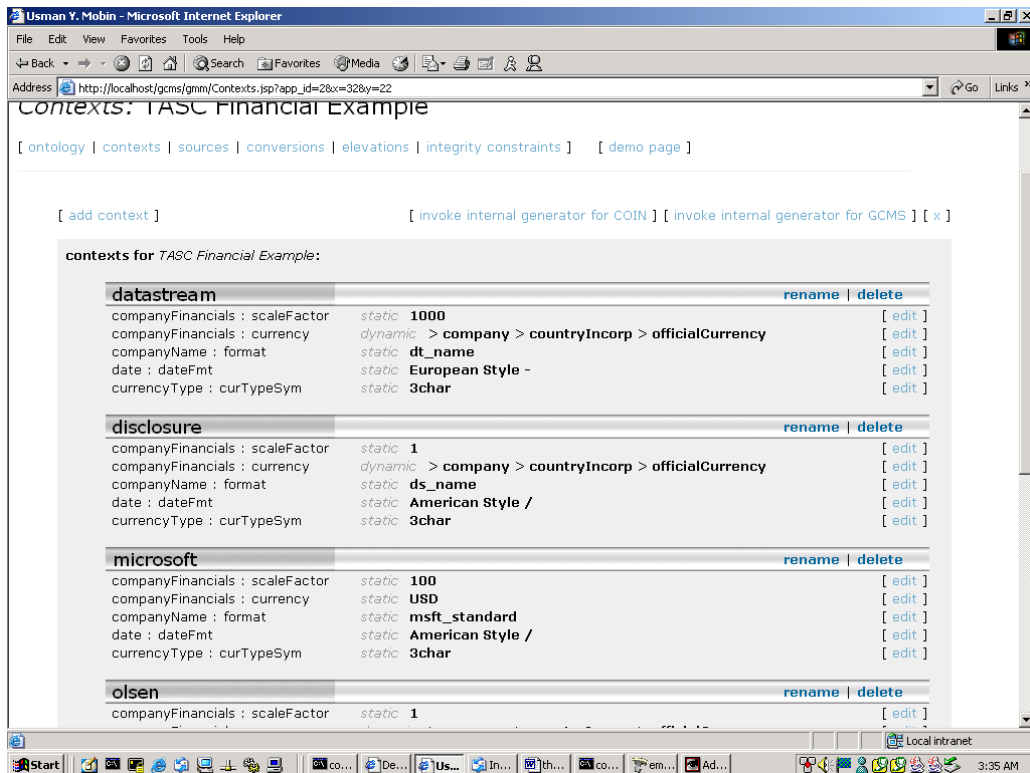 Usman Y. Mobin - Microsoft Internet Explorer
File Edit View Favorites Tools Help
Back Search Favorites Media
Address http://localhost/gcms/gmm/Contexts.jsp?app_id=2&x=32&y=22 Go Links »
Contexts: TASC Financial Example
[ ontology | contexts | sources | conversions | elevations | integrity constraints ] [ demo page ]
[ add context ] [ invoke internal generator for COIN ] [ invoke internal generator for GCMS ] [ x ]
contexts for TASC Financial Example:
datastream rename | delete
companyFinancials : scaleFactor static 1000 [ edit ]
companyFinancials : currency dynamic > company > countryIncorp > officialCurrency [ edit ]
companyName : format static dt_name [ edit ]
date : dateFmt static European Style - [ edit ]
currencyType : curTypeSym static 3char [ edit ]
disclosure rename | delete
companyFinancials : scaleFactor static 1 [ edit ]
companyFinancials : currency dynamic > company > countryIncorp > officialCurrency [ edit ]
companyName : format static ds_name [ edit ]
date : dateFmt static American Style / [ edit ]
currencyType : curTypeSym static 3char [ edit ]
microsoft rename | delete
companyFinancials : scaleFactor static 100 [ edit ]
companyFinancials : currency static USD [ edit ]
companyName : format static msft_standard [ edit ]
date : dateFmt static American Style / [ edit ]
currencyType : curTypeSym static 3char [ edit ]
olsen rename | delete
companyFinancials : scaleFactor static 1 [ edit ]
Local intranet
Start co... De... Us... In... th... co... em... Ad... 3:35 AM